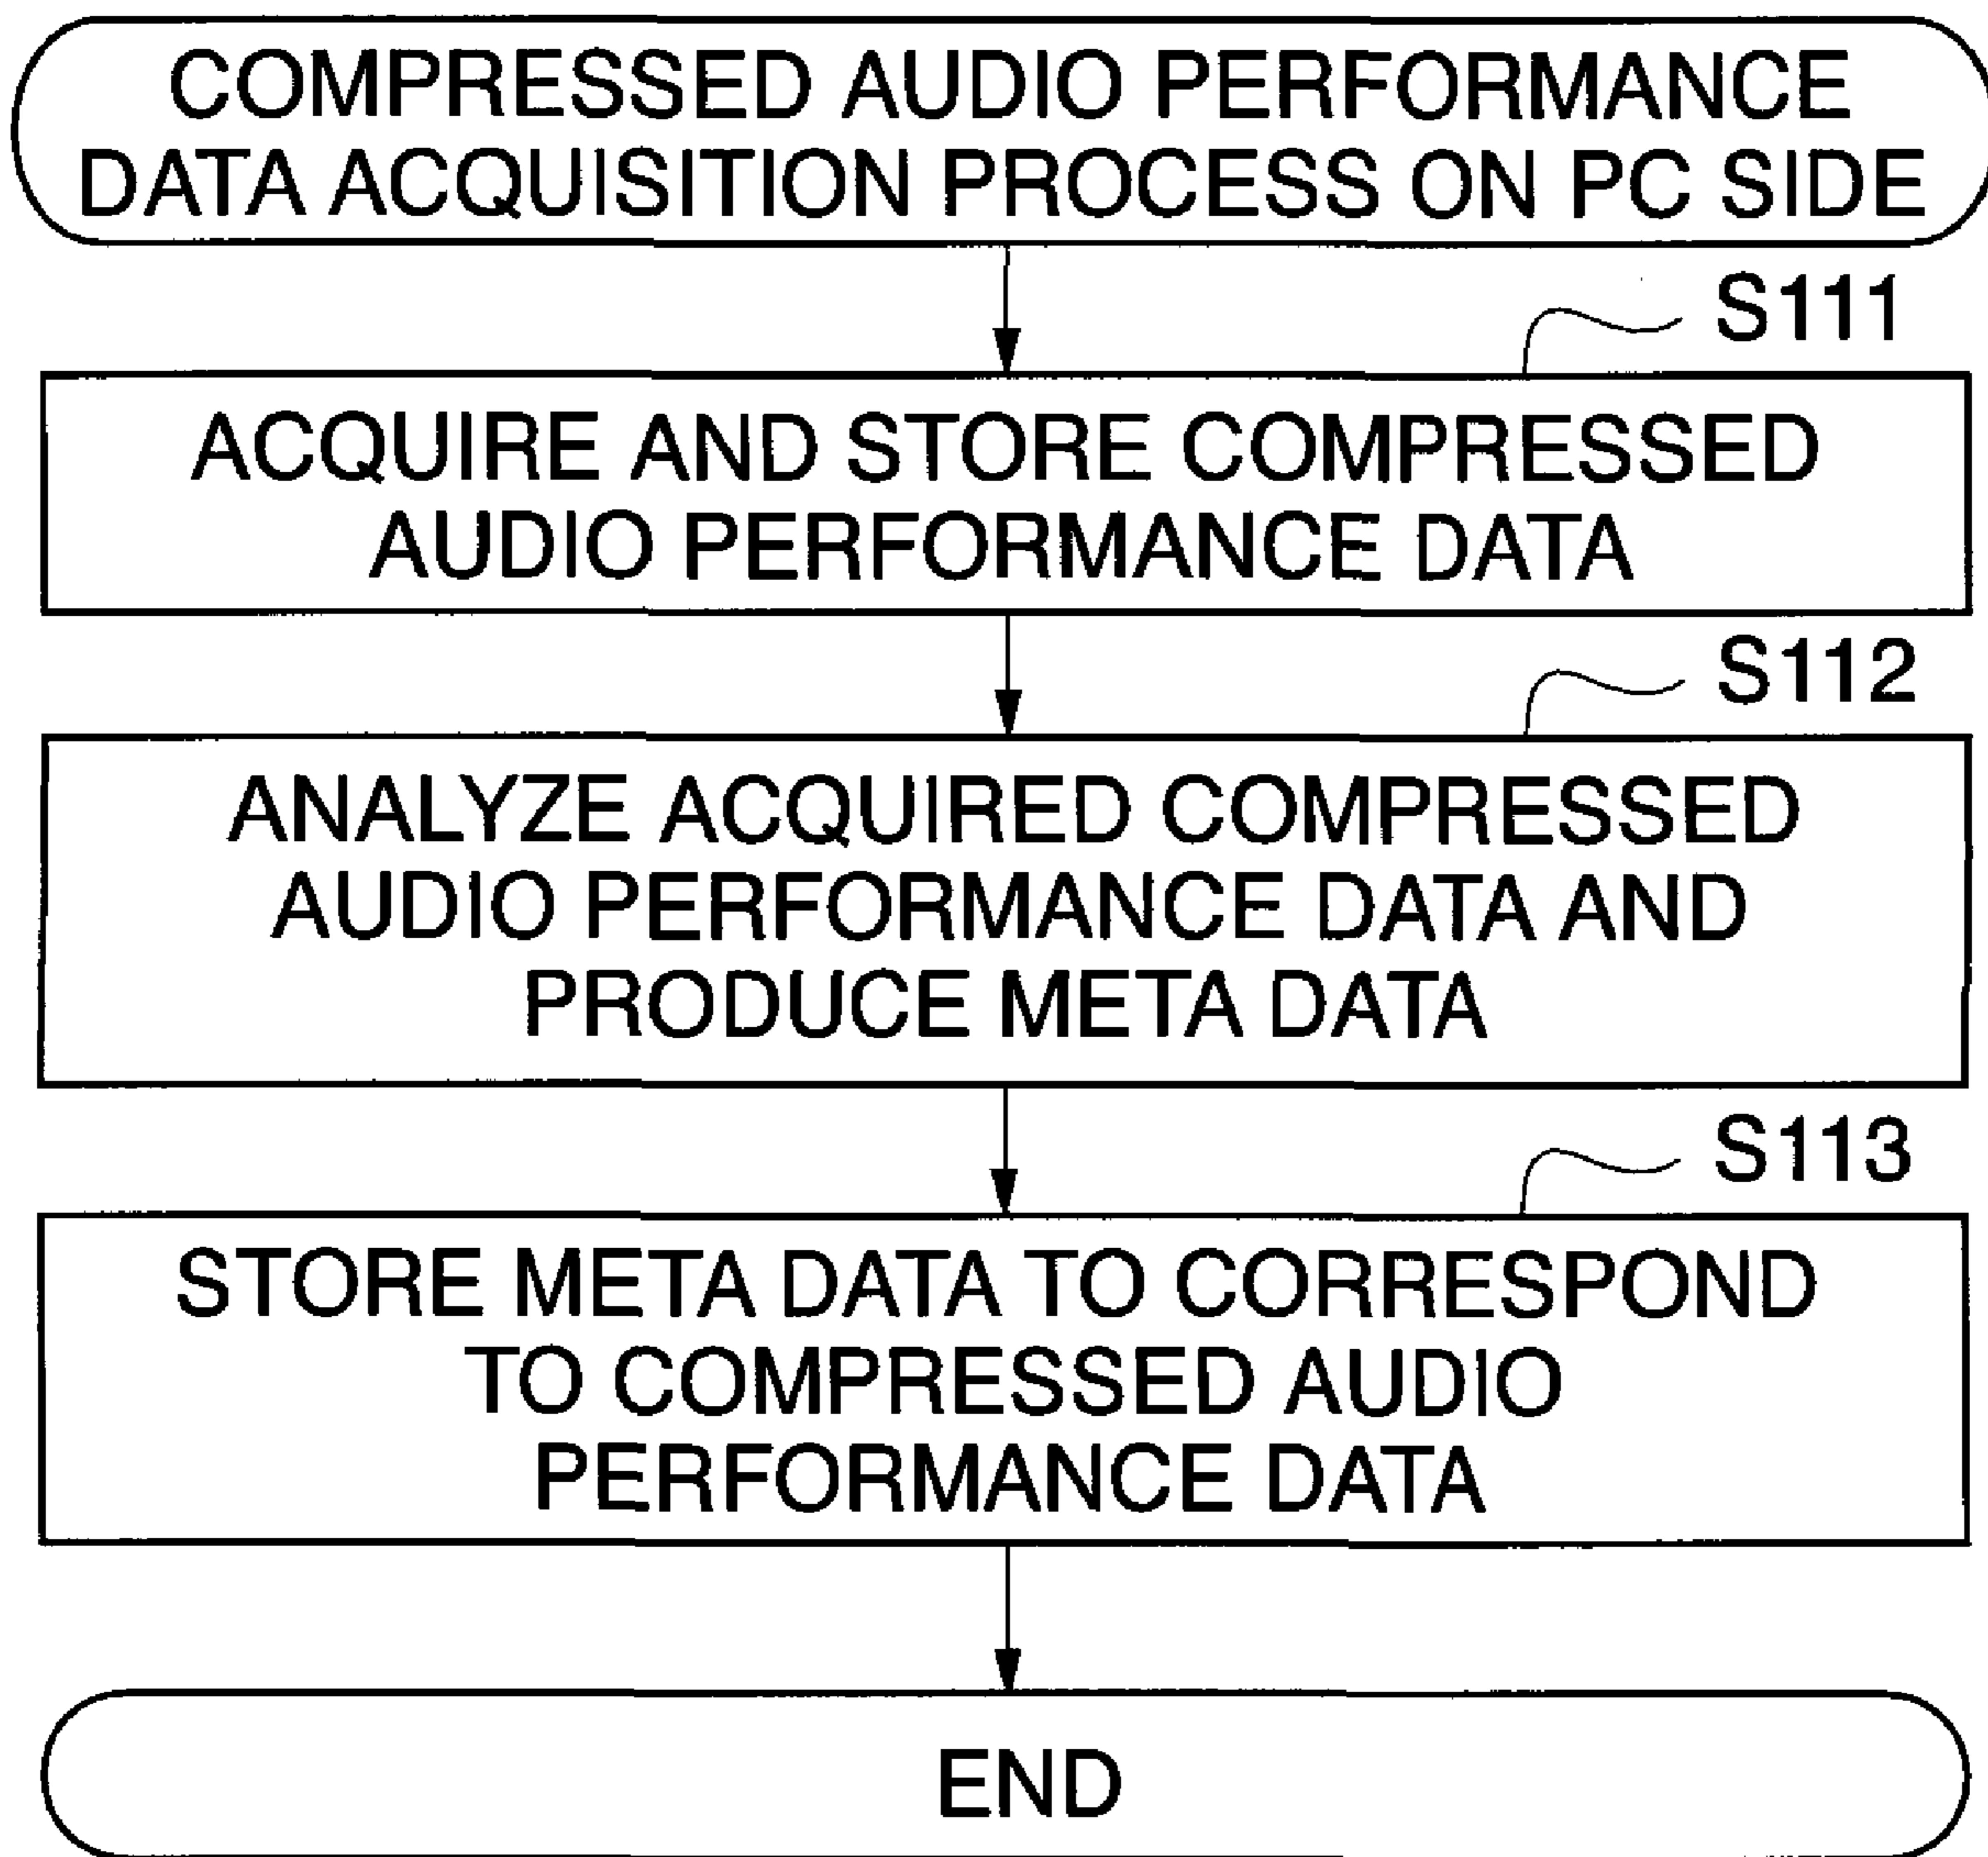 COMPRESSED AUDIO PERFORMANCE
DATA ACQUISITION PROCESS ON PC SIDE
S111
ACQUIRE AND STORE COMPRESSED
AUDIO PERFORMANCE DATA
S112
ANALYZE ACQUIRED COMPRESSED
AUDIO PERFORMANCE DATA AND
PRODUCE META DATA
S113
STORE META DATA TO CORRESPOND
TO COMPRESSED AUDIO
PERFORMANCE DATA
END